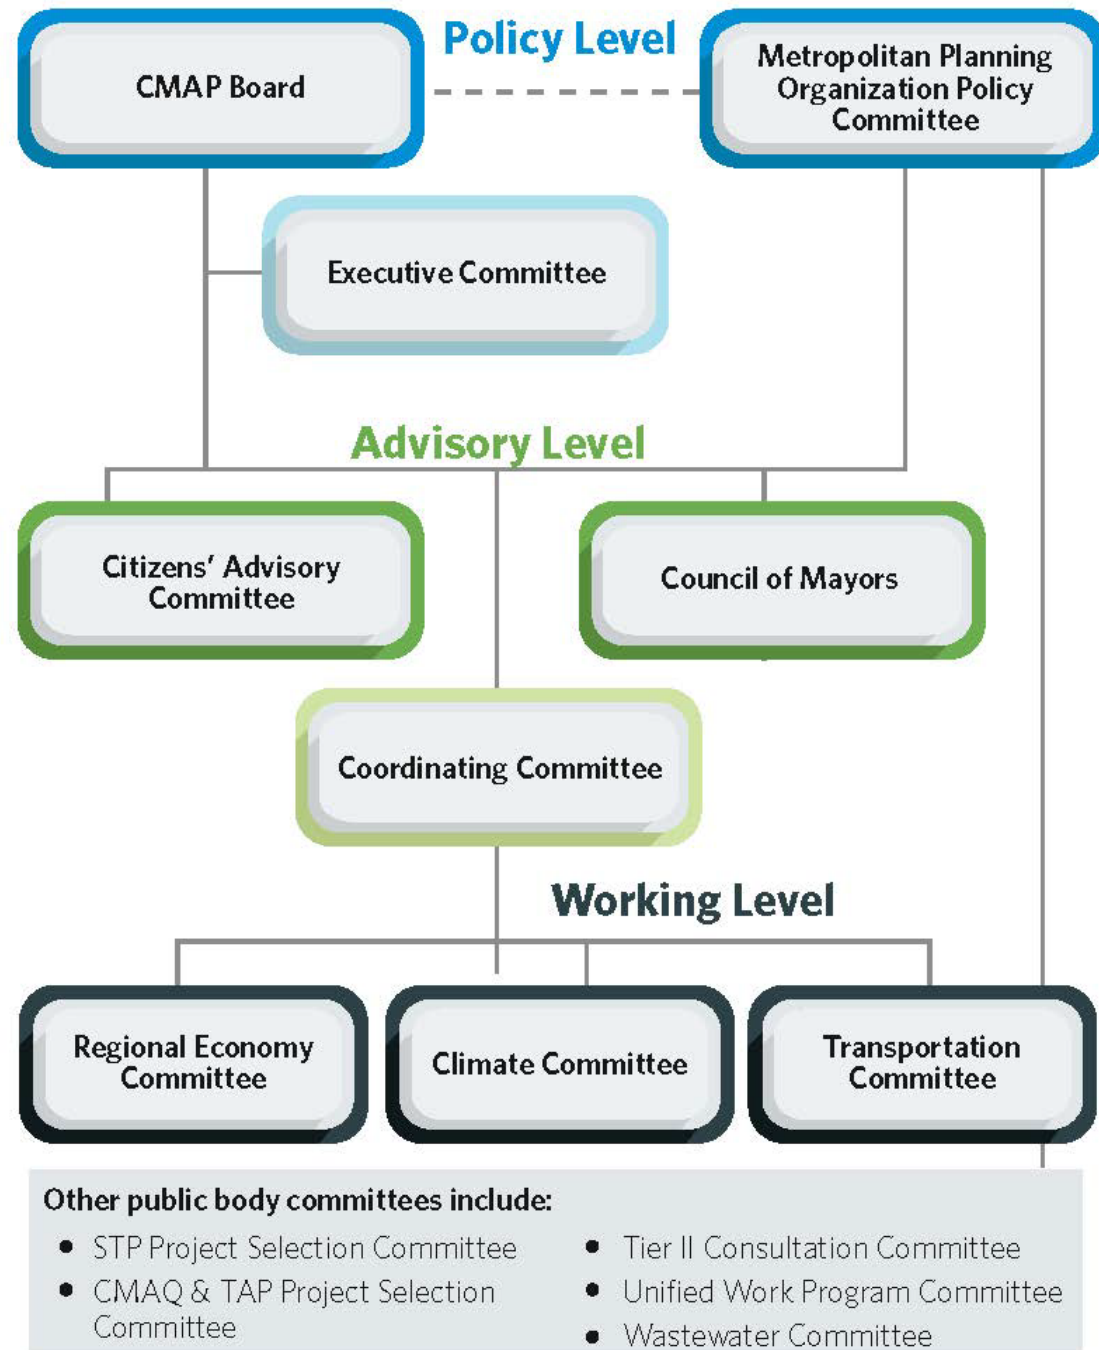 Policy Level
CMAP Board
Metropolitan Planning
Organization Policy
Committee
Executive Committee
Advisory Level
Citizens’ Advisory
Committee
Council of Mayors
Coordinating Committee
Working Level
Regional Economy
Committee
Climate Committee
Transportation
Committee
Other public body committees include:
• STP Project Selection Committee
• CMAQ & TAP Project Selection
Committee
• Tier II Consultation Committee
• Unified Work Program Committee
• Wastewater Committee